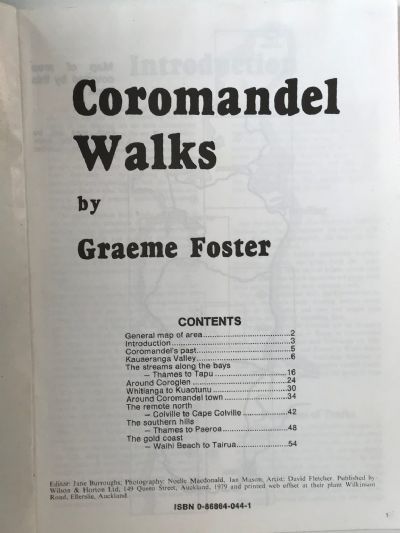 Coromandel
Walks
by
Graeme Foster
CONTENTS
General map of area..............................2
Introduction..........................................3
Coromandel's past................................5
Kauaeranga Valley................................6
The streams along the bays
— Thames to Tapu.........................16
Around Coroglen................................24
Whitianga to Kuaotunu........................30
Around Coromandel town....................34
The remote north
— Colville to Cape Colville..............42
The southern hills
— Thames to Paeroa.......................48
The gold coast
— Waihi Beach to Tairua.................54
Editor: Jane Burroughs; Photography: Noelle Macdonald, Ian Mason; Artist: David Fletcher. Published by
Wilson & Horton Ltd, 149 Queen Street, Auckland, 1979 and printed web offset at their plant Wilkinson
Road, Ellerslie, Auckland.
ISBN 0-86864-044-1